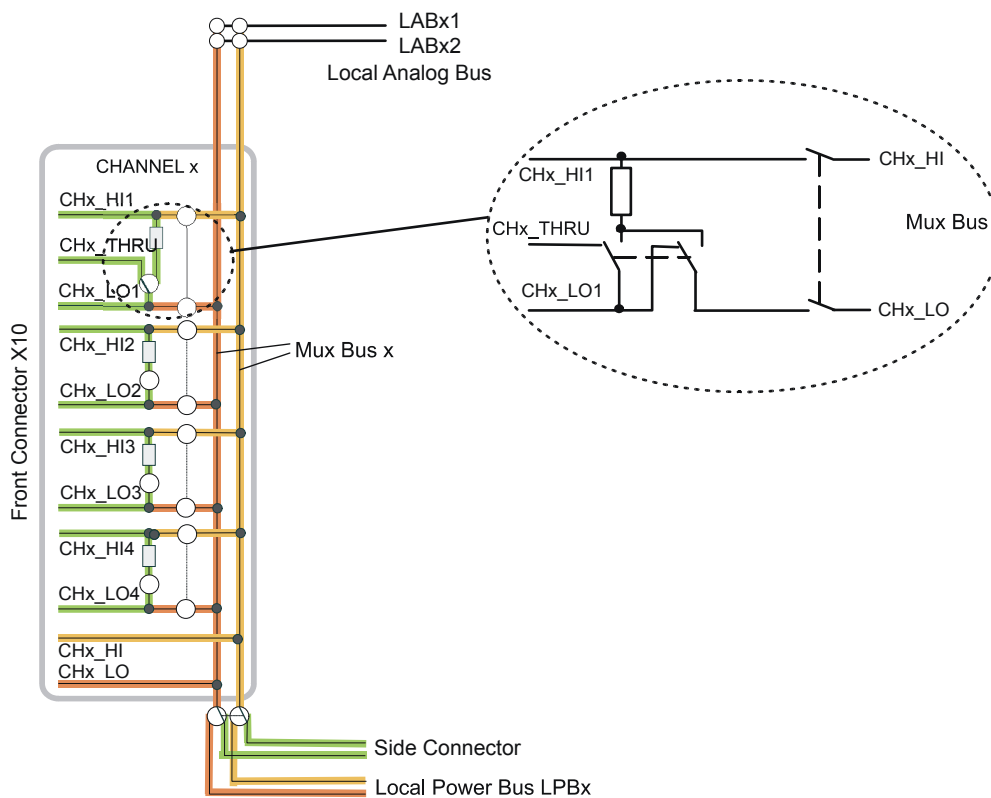 LABx1
LABx2
Local Analog Bus
CHANNEL x
CHx_HI1
CHx_THRU
CHx_LO1
CHx_HI2
CHx_LO2
CHx_HI3
CHx_LO3
CHx_HI4
CHx_LO4
CHx_HI
CHx_LO
Front Connector X10
Mux Bus x
CHx_HI1
CHx_THRU
CHx_LO1
CHx_HI
Mux Bus
CHx_LO
Side Connector
Local Power Bus LPBx